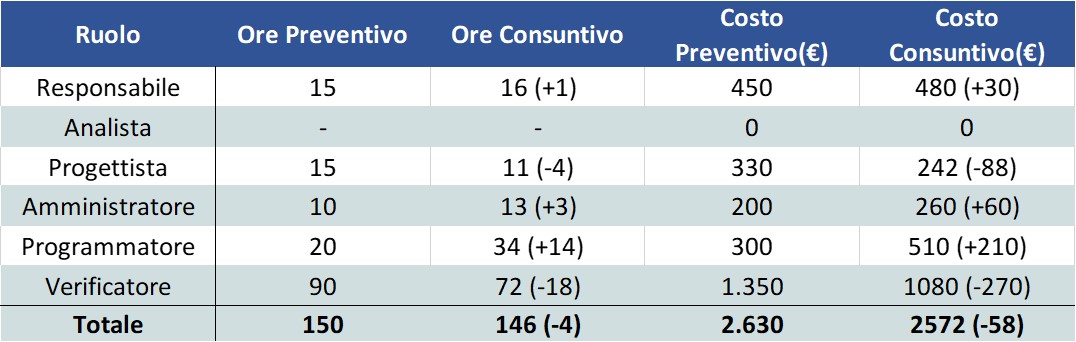 Ruolo Ore Preventivo Ore Consuntivo Costo Preventivo(€) Costo Consuntivo(€)
Responsabile 15 16 (+1) 450 480 (+30)
Analista - - 0 0
Progettista 15 11 (-4) 330 242 (-88)
Amministratore 10 13 (+3) 200 260 (+60)
Programmatore 20 34 (+14) 300 510 (+210)
Verificatore 90 72 (-18) 1.350 1080 (-270)
Totale 150 146 (-4) 2.630 2572 (-58)